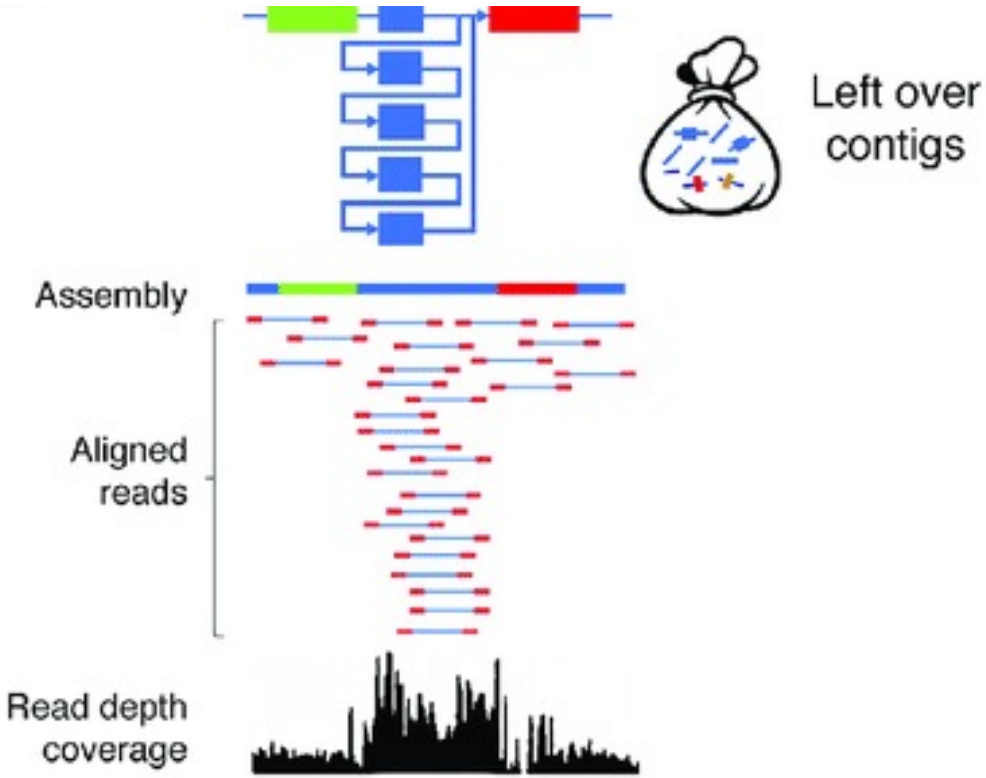 Left over
contigs
Assembly
Aligned
reads
Read depth
coverage